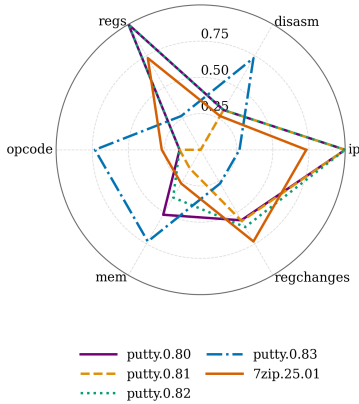 regs
disasm
0.75
0.50
0.25
opcode
ip
mem
regchanges
putty.0.80
putty.0.83
putty.0.81
7zip.25.01
putty.0.82